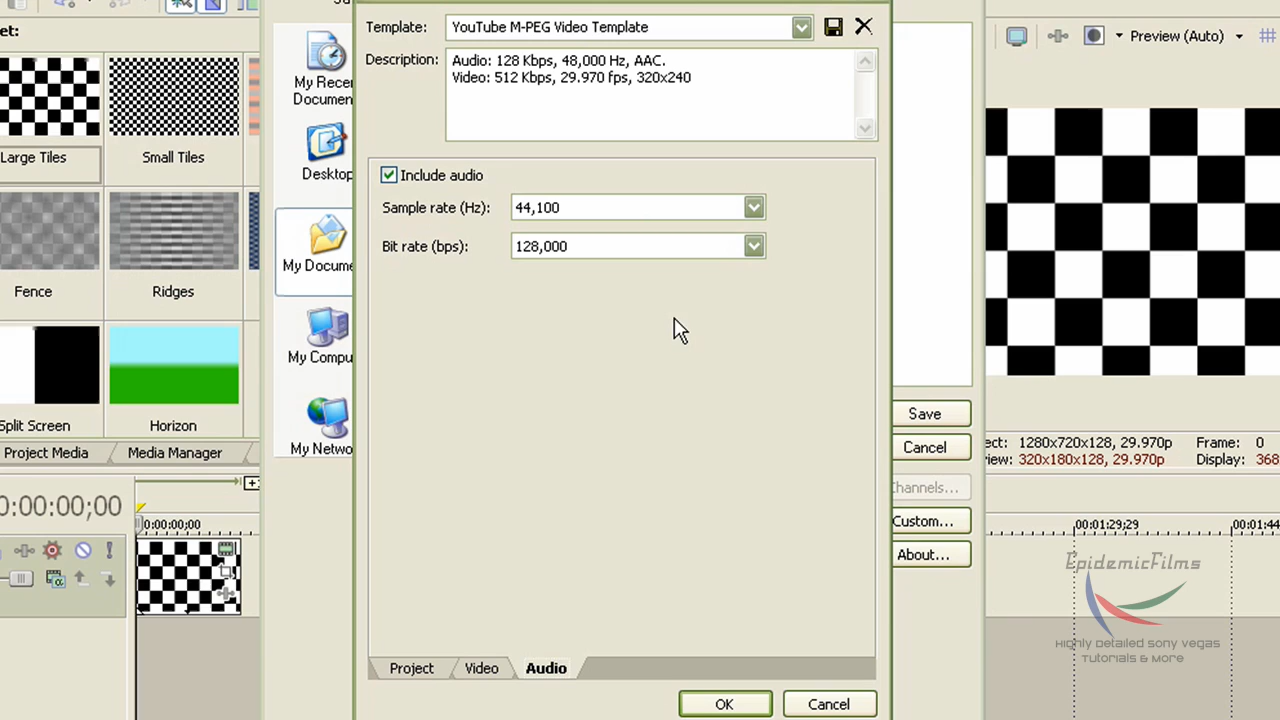 et:
Large Tiles
Small Tiles
Fence
Ridges
Split Screen
Horizon
Project Media
Media Manager
0:00:00;00
0:00:00;00
My Recen
Documen
Desktop
My Docume
My Compu
My Netwo
Template:
YouTube M-PEG Video Template
Description:
Audio: 128 Kbps, 48,000 Hz, AAC.
Video: 512 Kbps, 29.970 fps, 320x240
Include audio
Sample rate (Hz):
44,100
Bit rate (bps):
128,000
Project
Video
Audio
OK
Cancel
Save
Cancel
Channels...
Custom...
About...
Preview (Auto)
ect: 1280x720x128, 29.970p
Frame: 0
iew: 320x180x128, 29.970p
Display: 368
00:01:29;29
00:01:44
EpidemicFilms
Highly Detailed Sony Vegas
Tutorials & More